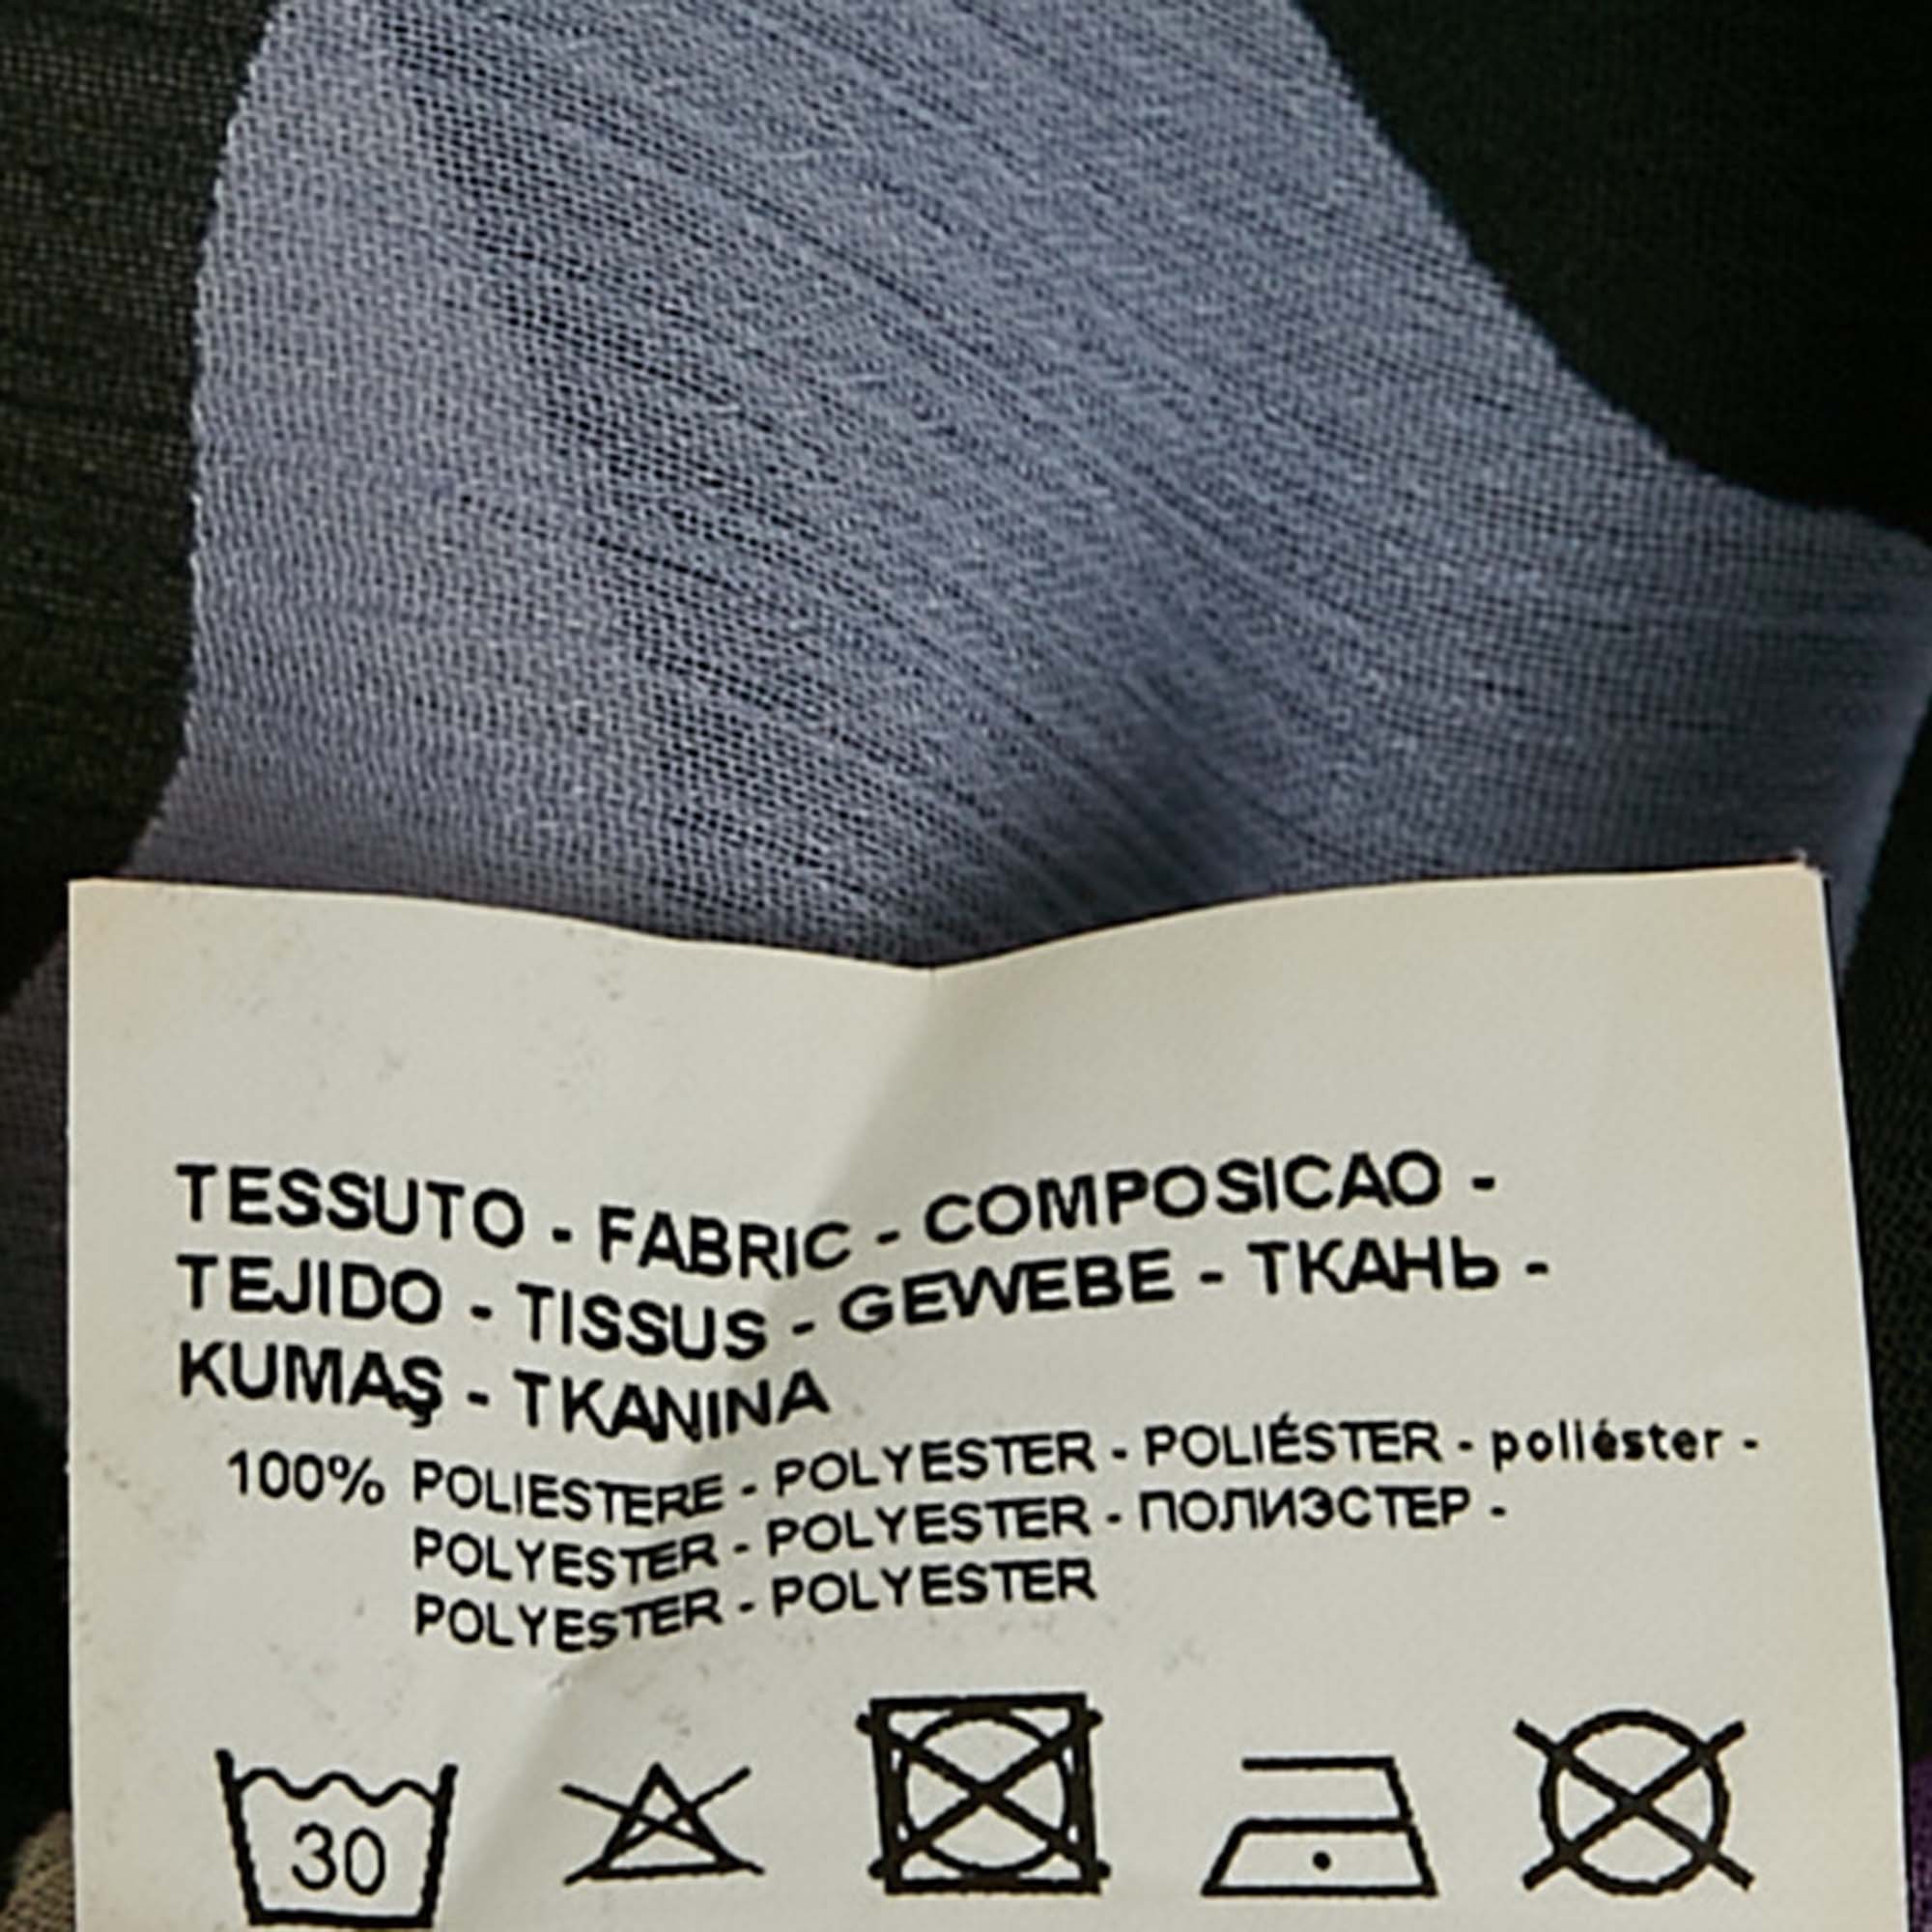 TESSUTO - FABRIC - COMPOSICAO -
TEJIDO - TISSUS - GEWEBE - ТКАНЬ -
KUMAŞ - TKANINA
100% POLIESTERE - POLYESTER - POLIÉSTER - poliéster -
POLYESTER - POLYESTER - ПОЛИЭСТЕР -
POLYESTER - POLYESTER
30